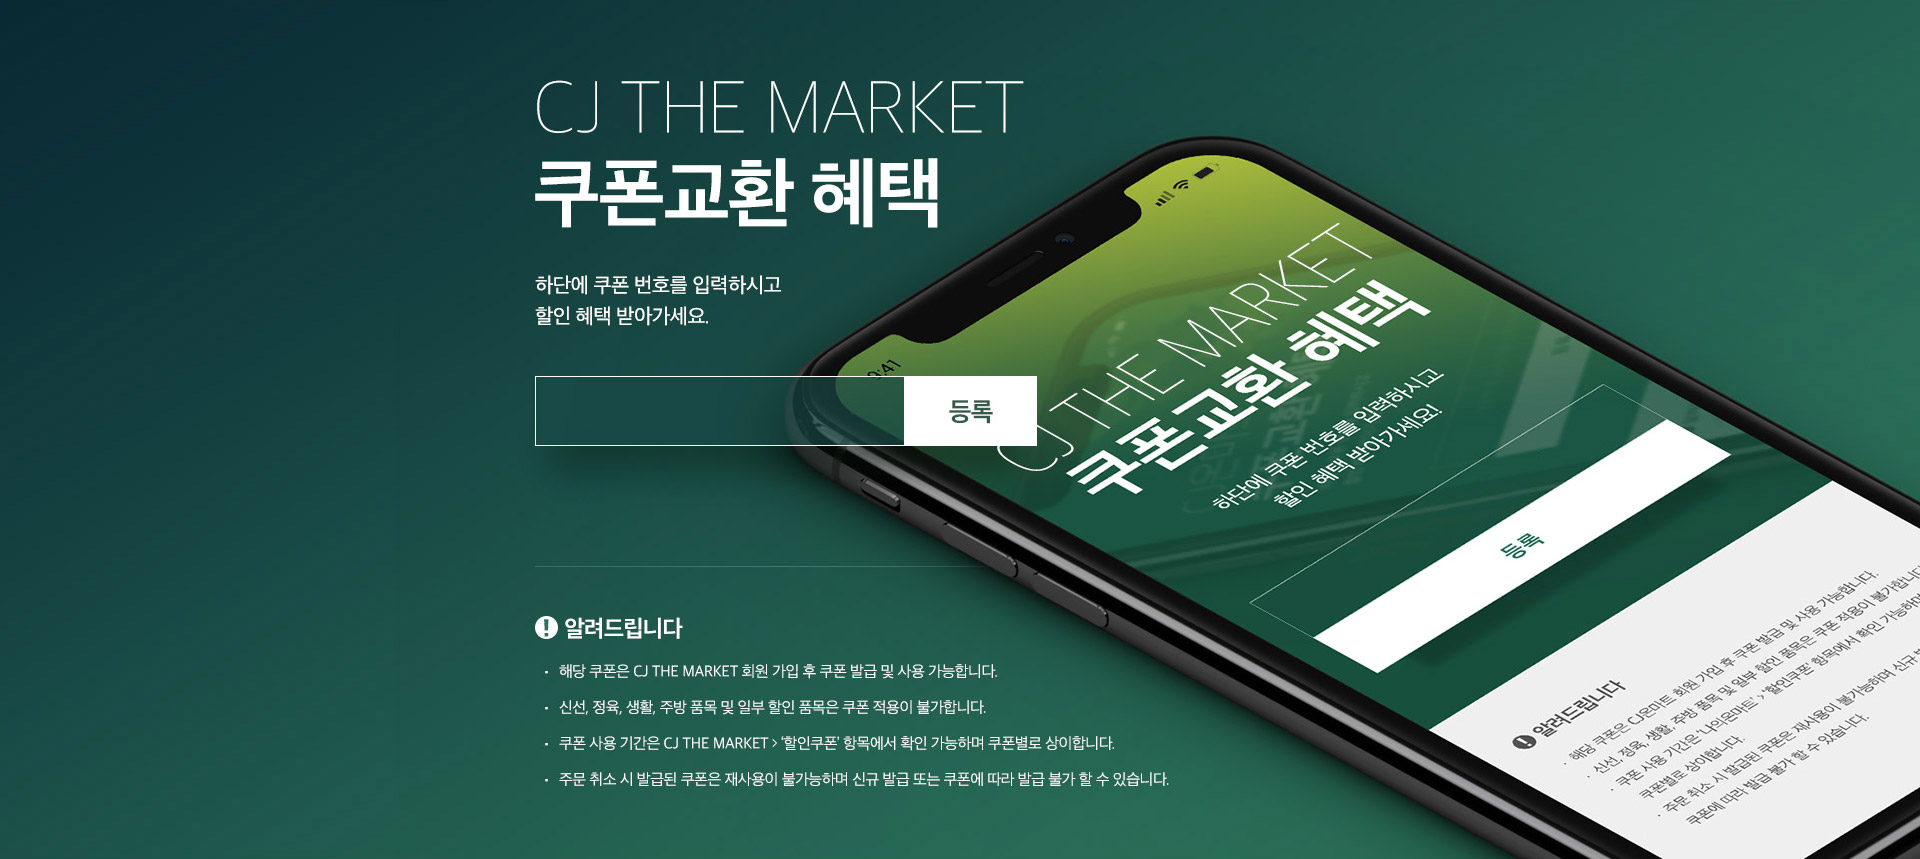 CJ THE MARKET
쿠폰교환 혜택
하단에 쿠폰 번호를 입력하시고
할인 혜택 받아가세요.
등록
알려드립니다
· 해당 쿠폰은 CJ THE MARKET 회원 가입 후 쿠폰 발급 및 사용 가능합니다.
· 신선, 정육, 생활, 주방 품목 및 일부 할인 품목은 쿠폰 적용이 불가합니다.
· 쿠폰 사용 기간은 CJ THE MARKET > '할인쿠폰' 항목에서 확인 가능하며 쿠폰별로 상이합니다.
· 주문 취소 시 발급된 쿠폰은 재사용이 불가능하며 신규 발급 또는 쿠폰에 따라 발급 불가 할 수 있습니다.
9:41
CJ THE MARKET
쿠폰교환 혜택
하단에 쿠폰 번호를 입력하시고
할인 혜택 받아가세요!
등록
알려드립니다
· 해당 쿠폰은 CJ온마트 회원 가입 후 쿠폰 발급 및 사용 가능합니다.
· 신선, 정육, 생활, 주방 품목 및 일부 할인 품목은 쿠폰 적용이 불가합니다
· 쿠폰 사용 기간은 '나의온마트' > '할인쿠폰' 항목에서 확인 가능하며
쿠폰별로 상이합니다.
· 주문 취소 시 발급된 쿠폰은 재사용이 불가능하며 신규
쿠폰에 따라 발급 불가 할 수 있습니다.